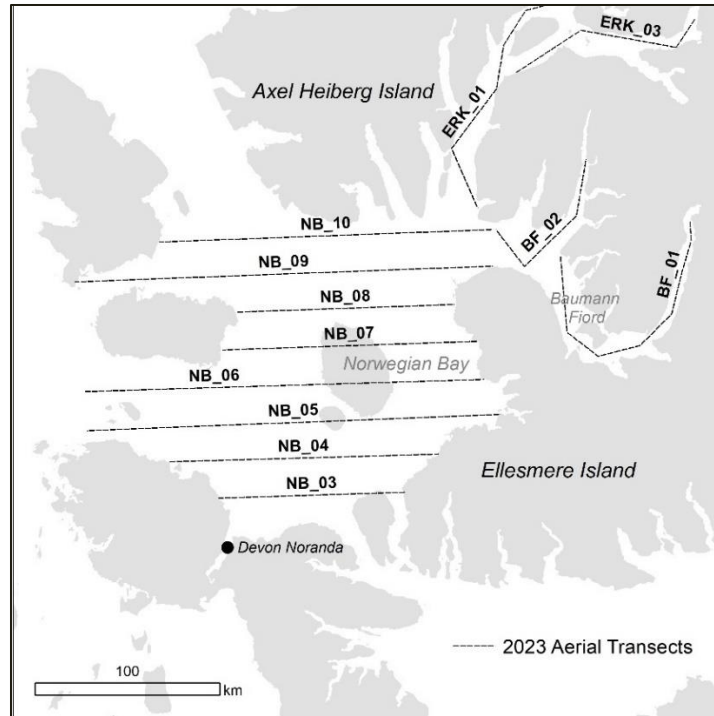 ERK_03
Axel Heiberg Island
ERK_01
NB_10
BF_02
NB_09
BF_01
NB_08
Baumann
Fiord
NB_07
Norwegian Bay
NB_06
NB_05
NB_04
Ellesmere Island
NB_03
Devon Noranda
2023 Aerial Transects
100
km